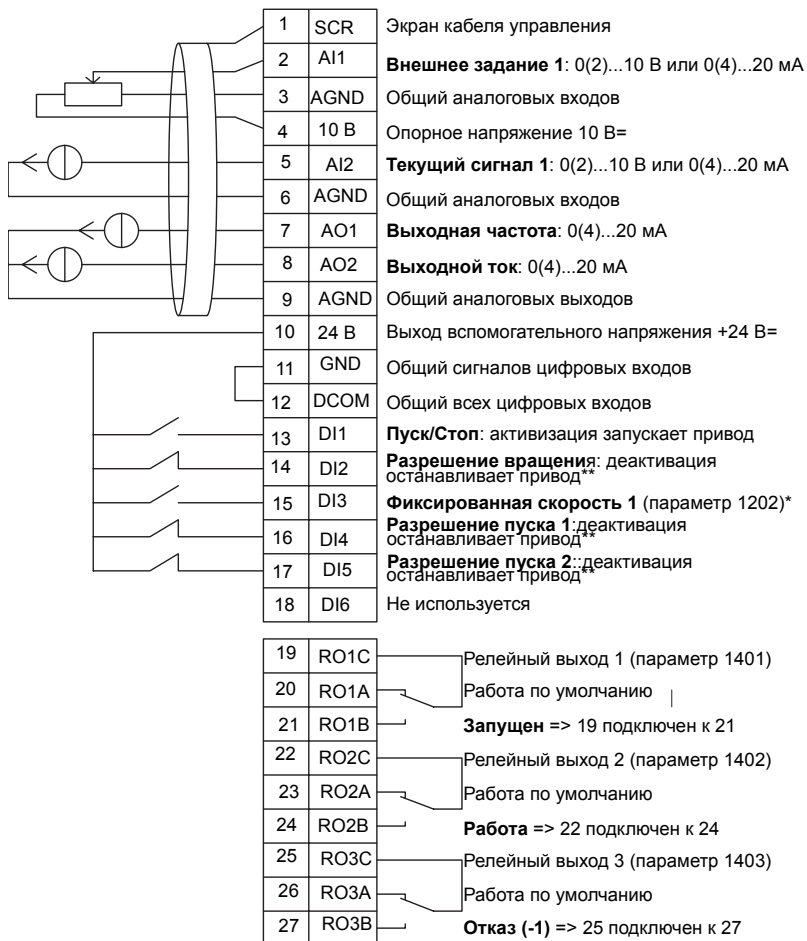 1 SCR Экран кабеля управления
2 AI1 Внешнее задание 1: 0(2)...10 В или 0(4)...20 мА
3 AGND Общий аналоговых входов
4 10 В Опорное напряжение 10 В=
5 AI2 Текущий сигнал 1: 0(2)...10 В или 0(4)...20 мА
6 AGND Общий аналоговых входов
7 AO1 Выходная частота: 0(4)...20 мА
8 AO2 Выходной ток: 0(4)...20 мА
9 AGND Общий аналоговых выходов
10 24 В Выход вспомогательного напряжения +24 В=
11 GND Общий сигналов цифровых входов
12 DCOM Общий всех цифровых входов
13 DI1 Пуск/Стоп: активизация запускает привод
14 DI2 Разрешение вращения: деактивация
останавливает привод**
15 DI3 Фиксированная скорость 1 (параметр 1202)*
16 DI4 Разрешение пуска 1:деактивация
останавливает привод**
17 DI5 Разрешение пуска 2::деактивация
останавливает привод**
18 DI6 Не используется
19 RO1C Релейный выход 1 (параметр 1401)
20 RO1A Работа по умолчанию
21 RO1B Запущен => 19 подключен к 21
22 RO2C Релейный выход 2 (параметр 1402)
23 RO2A Работа по умолчанию
24 RO2B Работа => 22 подключен к 24
25 RO3C Релейный выход 3 (параметр 1403)
26 RO3A Работа по умолчанию
27 RO3B Отказ (-1) => 25 подключен к 27